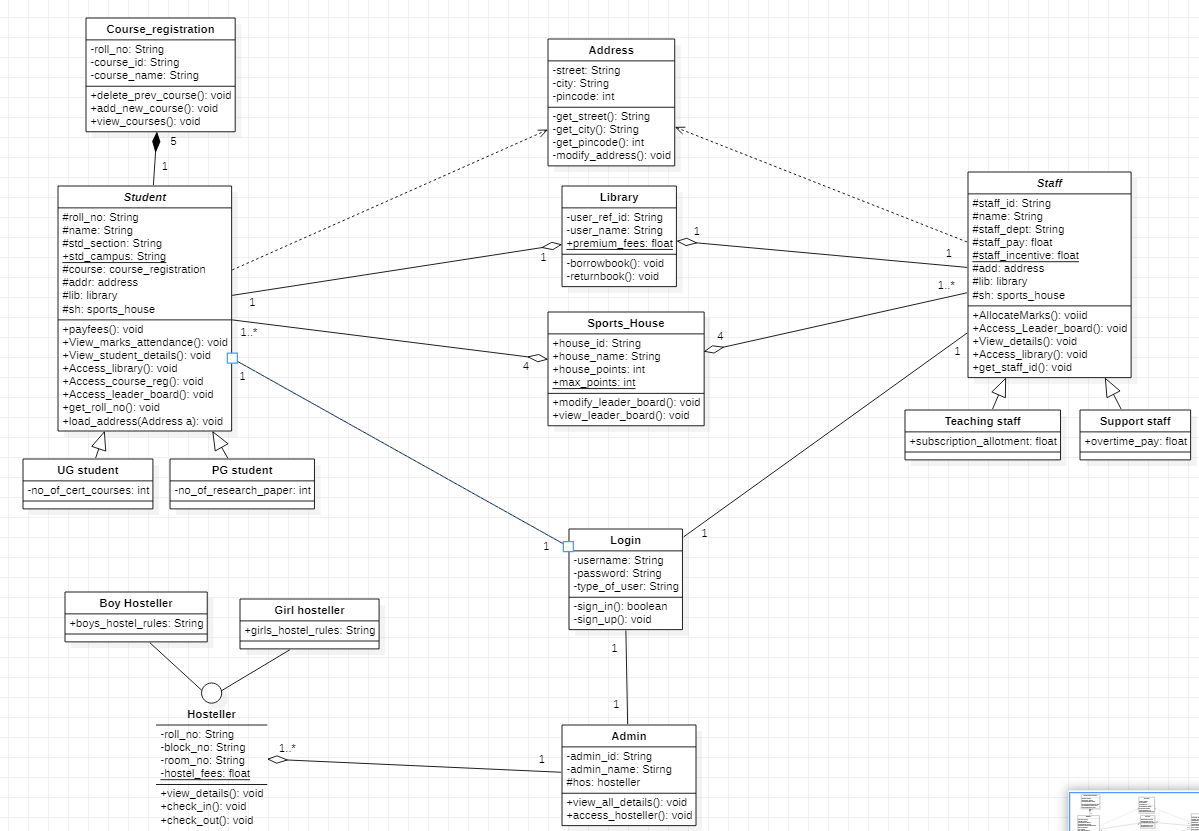 Course_registration
-roll_no: String
-course_id: String
-course_name: String
+delete_prev_course(): void
+add_new_course(): void
+view_courses(): void
5
1
Address
-street: String
-city: String
-pincode: int
-get_street(): String
-get_city(): String
-get_pincode(): int
-modify_address(): void
Student
#roll_no: String
#name: String
#std_section: String
+std_campus: String
#course: course_registration
#addr: address
#lib: library
#sh: sports_house
+payfees(): void
+View_marks_attendance(): void
+View_student_details(): void
+Access_library(): void
+Access_course_reg(): void
+Access_leader_board(): void
+get_roll_no(): void
+load_address(Address a): void
1
1..*
1
Library
-user_ref_id: String
-user_name: String
+premium_fees: float
-borrowbook(): void
-returnbook(): void
1
1
Staff
#staff_id: String
#name: String
#staff_dept: String
#staff_pay: float
#staff_incentive: float
#add: address
#lib: library
#sh: sports_house
+AllocateMarks(): voiid
+Access_Leader_board(): void
+View_details(): void
+Access_library(): void
+get_staff_id(): void
1
1..*
1
Sports_House
+house_id: String
+house_name: String
+house_points: int
+max_points: int
+modify_leader_board(): void
+view_leader_board(): void
4
4
Teaching staff
+subscription_allotment: float
Support staff
+overtime_pay: float
UG student
-no_of_cert_courses: int
PG student
-no_of_research_paper: int
Login
-username: String
-password: String
-type_of_user: String
-sign_in(): boolean
-sign_up(): void
1
1
1
1
Boy Hosteller
+boys_hostel_rules: String
Girl hosteller
+girls_hostel_rules: String
Hosteller
-roll_no: String
-block_no: String
-room_no: String
-hostel_fees: float
+view_details(): void
+check_in(): void
+check_out(): void
1..*
1
Admin
-admin_id: String
-admin_name: Stirng
#hos: hosteller
+view_all_details(): void
+access_hosteller(): void